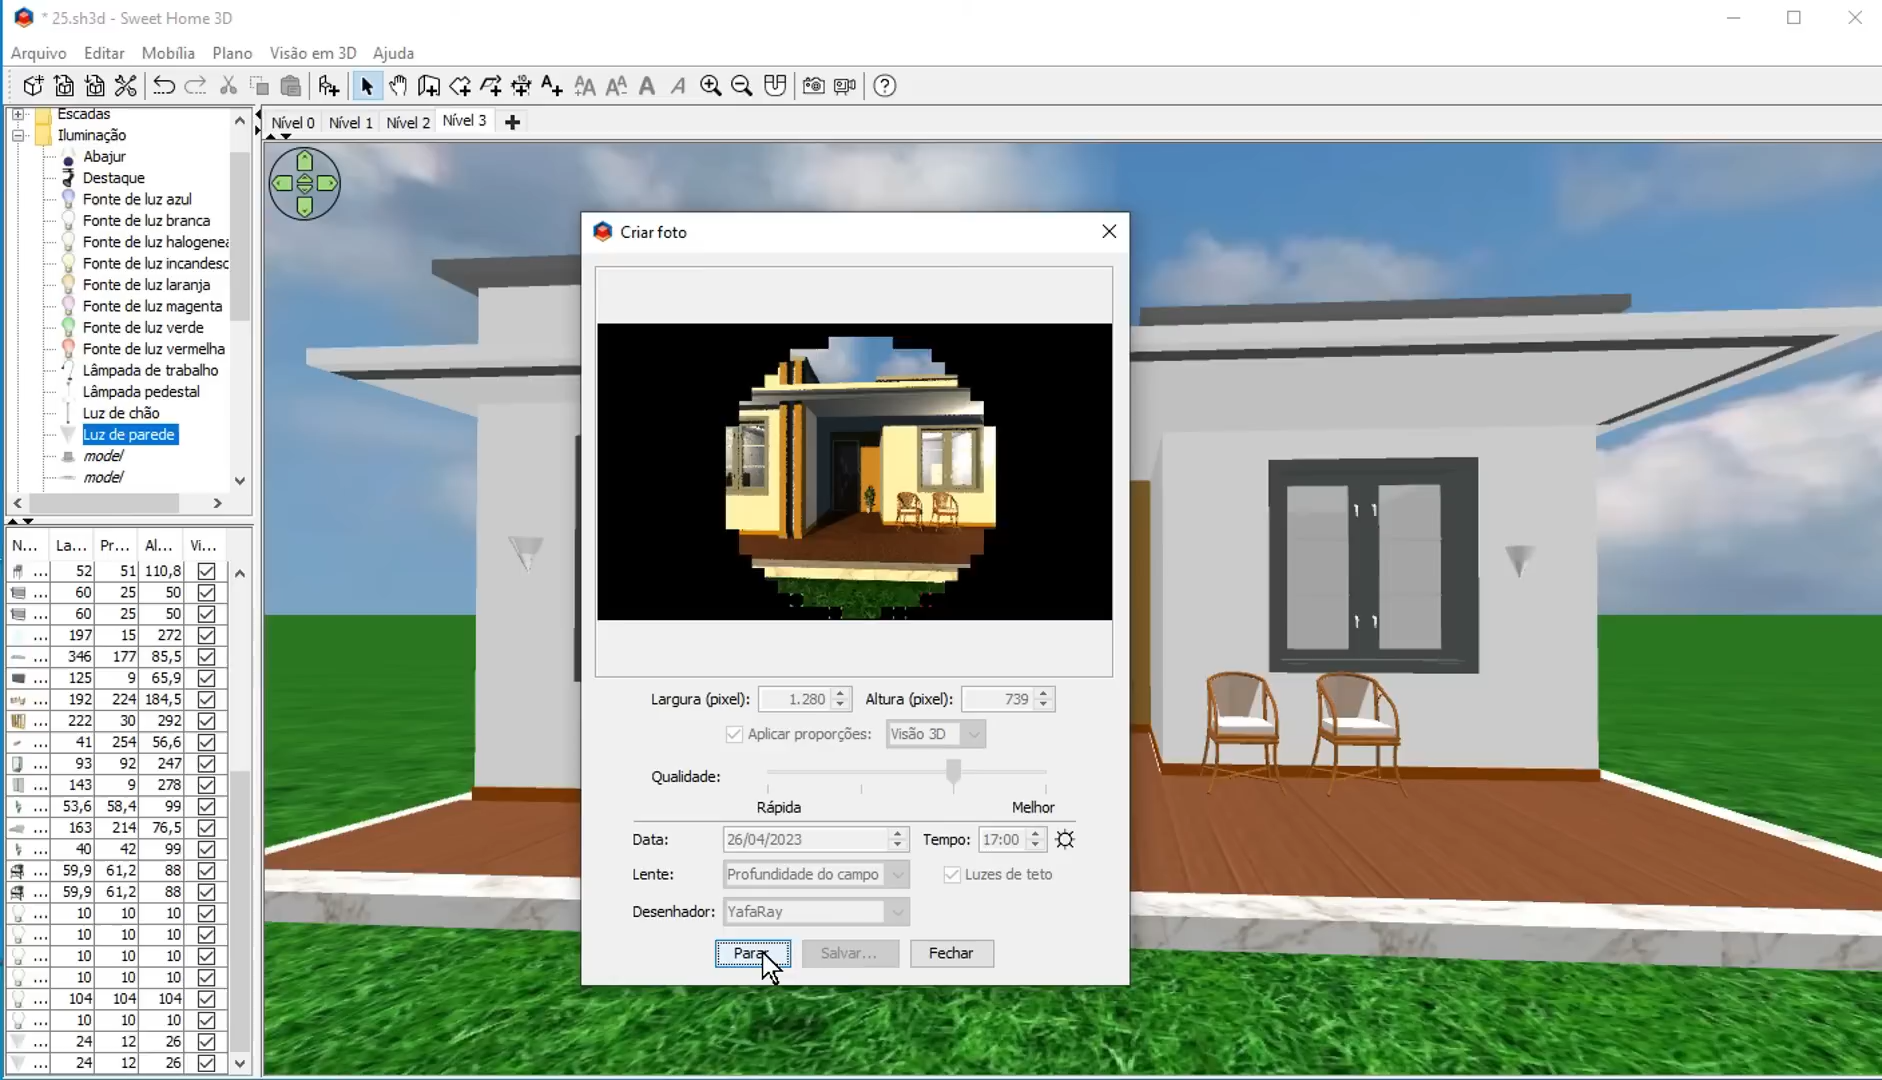 * 25.sh3d - Sweet Home 3D
Arquivo Editar Mobília Plano Visão em 3D Ajuda
Escadas
Iluminação
Abajur
Destaque
Fonte de luz azul
Fonte de luz branca
Fonte de luz halogene
Fonte de luz incandesc
Fonte de luz laranja
Fonte de luz magenta
Fonte de luz verde
Fonte de luz vermelha
Lâmpada de trabalho
Lâmpada pedestal
Luz de chão
Luz de parede
model
model
N... La... Pr... Al... Vi...
... 52 51 110,8
... 60 25 50
... 60 25 50
... 197 15 272
... 346 177 85,5
... 125 9 65,9
... 192 224 184,5
... 222 30 292
... 41 254 56,6
... 93 92 247
... 143 9 278
... 53,6 58,4 99
... 163 214 76,5
... 40 42 99
... 59,9 61,2 88
... 59,9 61,2 88
... 10 10 10
... 10 10 10
... 10 10 10
... 10 10 10
... 104 104 104
... 10 10 10
... 24 12 26
... 24 12 26
Nível 0 Nível 1 Nível 2 Nível 3
Criar foto
Largura (pixel): 1.280 Altura (pixel): 739
Aplicar proporções: Visão 3D
Qualidade:
Rápida Melhor
Data: 26/04/2023 Tempo: 17:00
Lente: Profundidade do campo Luzes de teto
Desenhador: YafaRay
Parar Salvar... Fechar